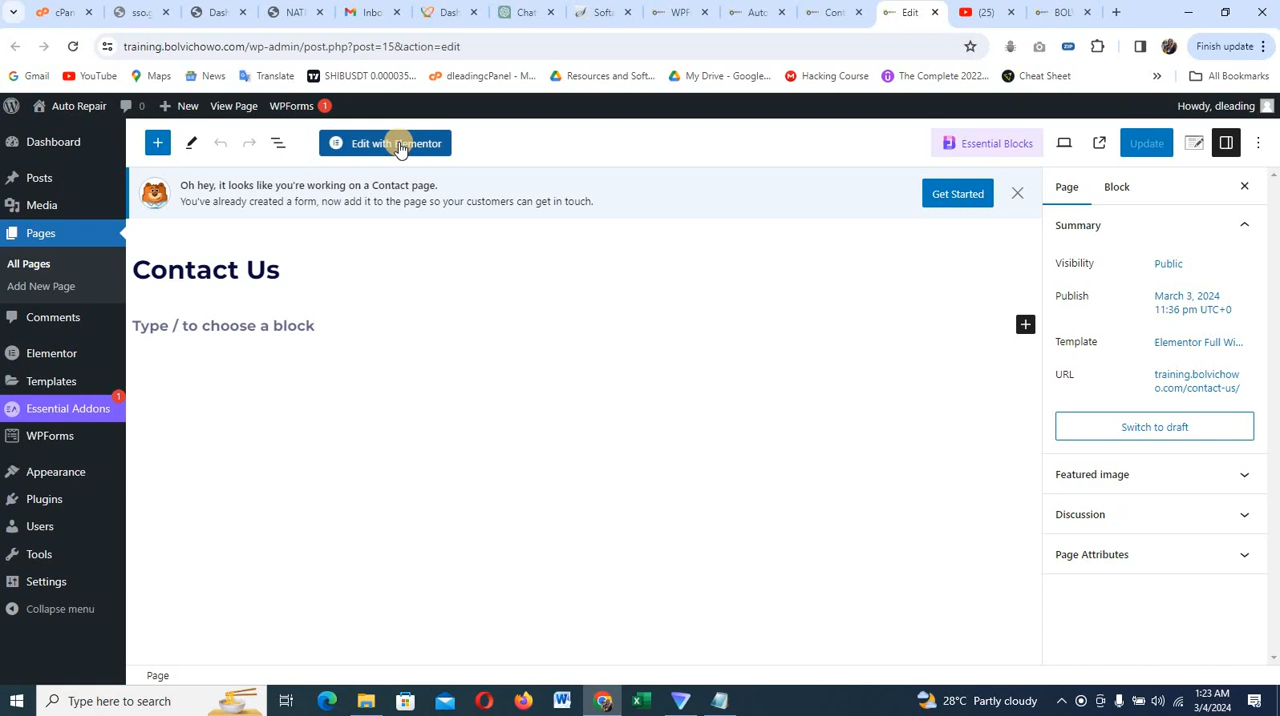 cPan
sso.g
Dash
NATI
Inbo
Dash
Chat
Softa
WPF
Auto
Cont
Edit
(25)
BOL
training.bolvichowo.com/wp-admin/post.php?post=15&action=edit
Finish update
Gmail
YouTube
Maps
News
Translate
SHIBUSDT 0.000035...
dleadingcPanel - M...
Resources and Soft...
My Drive - Google...
Hacking Course
The Complete 2022...
Cheat Sheet
»
All Bookmarks
Auto Repair
0
New
View Page
WPForms 1
Howdy, dleading
Dashboard
Posts
Media
Pages
All Pages
Add New Page
Comments
Elementor
Templates
Essential Addons 1
WPForms
Appearance
Plugins
Users
Tools
Settings
Collapse menu
Edit with Elementor
Essential Blocks
Update
Oh hey, it looks like you're working on a Contact page.
You've already created a form, now add it to the page so your customers can get in touch.
Get Started
Contact Us
Type / to choose a block
Page
Page
Block
Summary
Visibility
Public
Publish
March 3, 2024
11:36 pm UTC+0
Template
Elementor Full Wi...
URL
training.bolvichow
o.com/contact-us/
Switch to draft
Featured image
Discussion
Page Attributes
Type here to search
28°C Partly cloudy
1:23 AM
3/4/2024